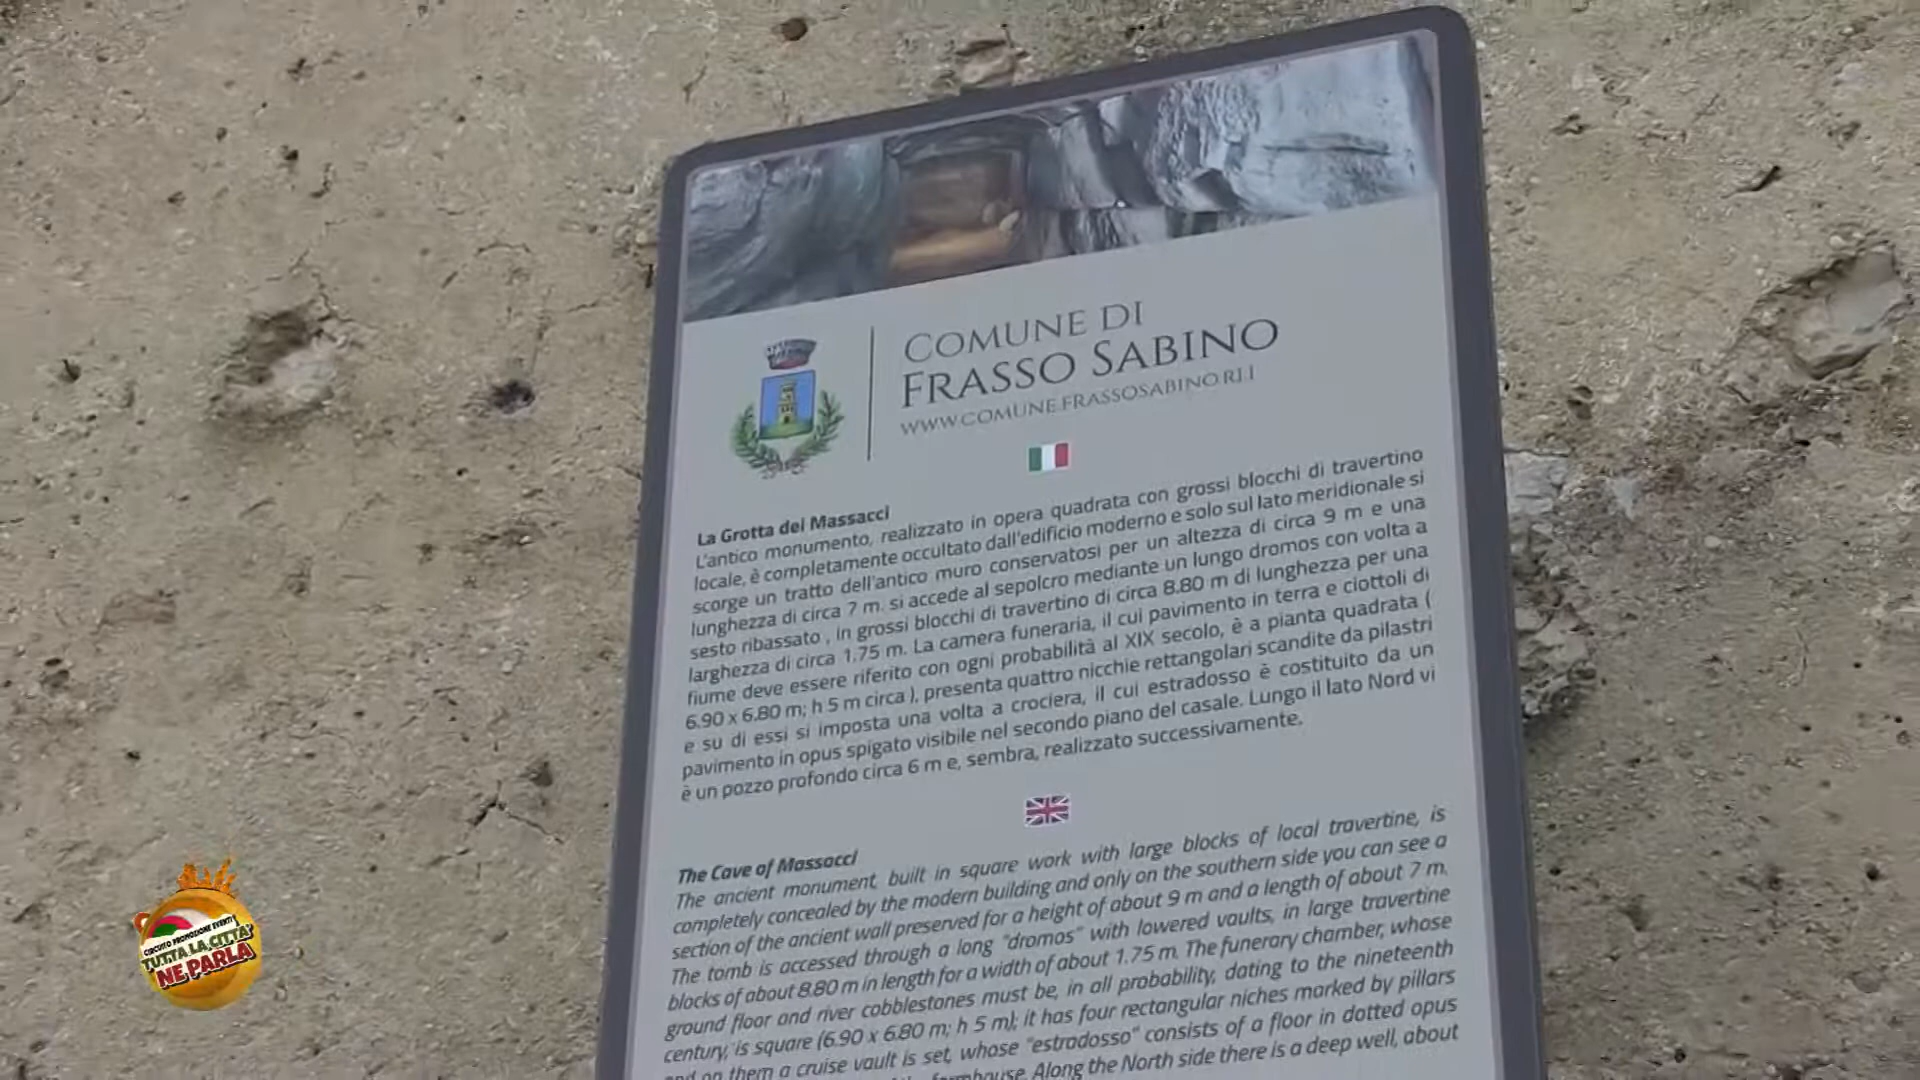 COMUNE DI
FRASSO SABINO
WWW.COMUNE.FRASSOSABINO.RI.I
La Grotta dei Massacci
L'antico monumento, realizzato in opera quadrata con grossi blocchi di travertino
locale, è completamente occultato dall'edificio moderno e solo sul lato meridionale si
scorge un tratto dell'antico muro conservatosi per un altezza di circa 9 m e una
lunghezza di circa 7 m. si accede al sepolcro mediante un lungo dromos con volta a
sesto ribassato , in grossi blocchi di travertino di circa 8.80 m di lunghezza per una
larghezza di circa 1.75 m. La camera funeraria, il cui pavimento in terra e ciottoli di
fiume deve essere riferito con ogni probabilità al XIX secolo, è a pianta quadrata (
6.90 x 6.80 m; h 5 m circa ), presenta quattro nicchie rettangolari scandite da pilastri
e su di essi si imposta una volta a crociera, il cui estradosso è costituito da un
pavimento in opus spigato visibile nel secondo piano del casale. Lungo il lato Nord vi
è un pozzo profondo circa 6 m e, sembra, realizzato successivamente.
The Cave of Massacci
The ancient monument, built in square work with large blocks of local travertine, is
completely concealed by the modern building and only on the southern side you can see a
section of the ancient wall preserved for a height of about 9 m and a length of about 7 m.
The tomb is accessed through a long "dromos" with lowered vaults, in large travertine
blocks of about 8.80 m in length for a width of about 1.75 m. The funerary chamber, whose
ground floor and river cobblestones must be, in all probability, dating to the nineteenth
century, is square (6.90 x 6.80 m; h 5 m); it has four rectangular niches marked by pillars
and on them a cruise vault is set, whose "estradosso" consists of a floor in dotted opus
farmhouse. Along the North side there is a deep well, about
CIRCUITO PROMOZIONE EVENTI
TUTTA LA CITTA'
NE PARLA